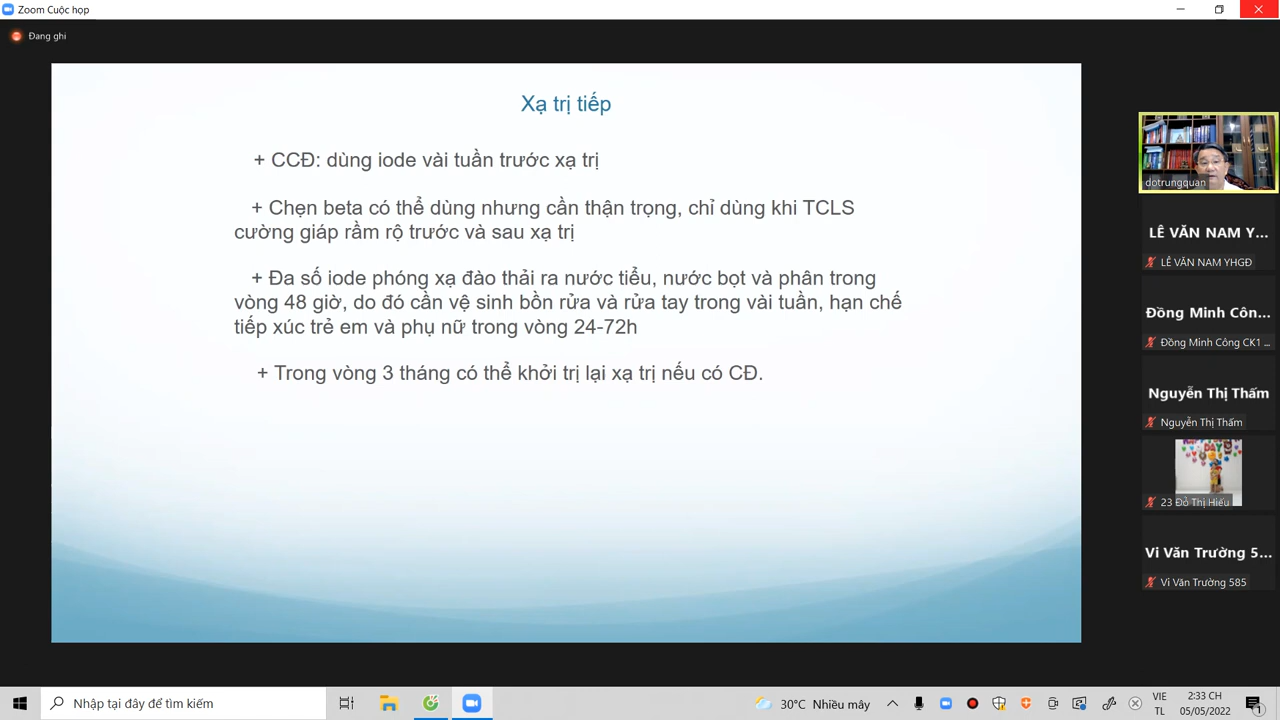 Zoom Cuộc họp
Đang ghi
Xạ trị tiếp
+ CCĐ: dùng iode vài tuần trước xạ trị
+ Chẹn beta có thể dùng nhưng cần thận trọng, chỉ dùng khi TCLS
cường giáp rầm rộ trước và sau xạ trị
+ Đa số iode phóng xạ đào thải ra nước tiểu, nước bọt và phân trong
vòng 48 giờ, do đó cần vệ sinh bồn rửa và rửa tay trong vài tuần, hạn chế
tiếp xúc trẻ em và phụ nữ trong vòng 24-72h
+ Trong vòng 3 tháng có thể khởi trị lại xạ trị nếu có CĐ.
dotrungquan
LÊ VĂN NAM Y...
LÊ VĂN NAM YHGĐ
Đồng Minh Côn...
Đồng Minh Công CK1 ...
Nguyễn Thị Thấm
Nguyễn Thị Thấm
23 Đỏ Thị Hiếu
Vi Văn Trường 5...
Vi Văn Trường 585
Nhập tại đây để tìm kiếm
30°C Nhiều mây
VIE
TL
2:33 CH
05/05/2022
1